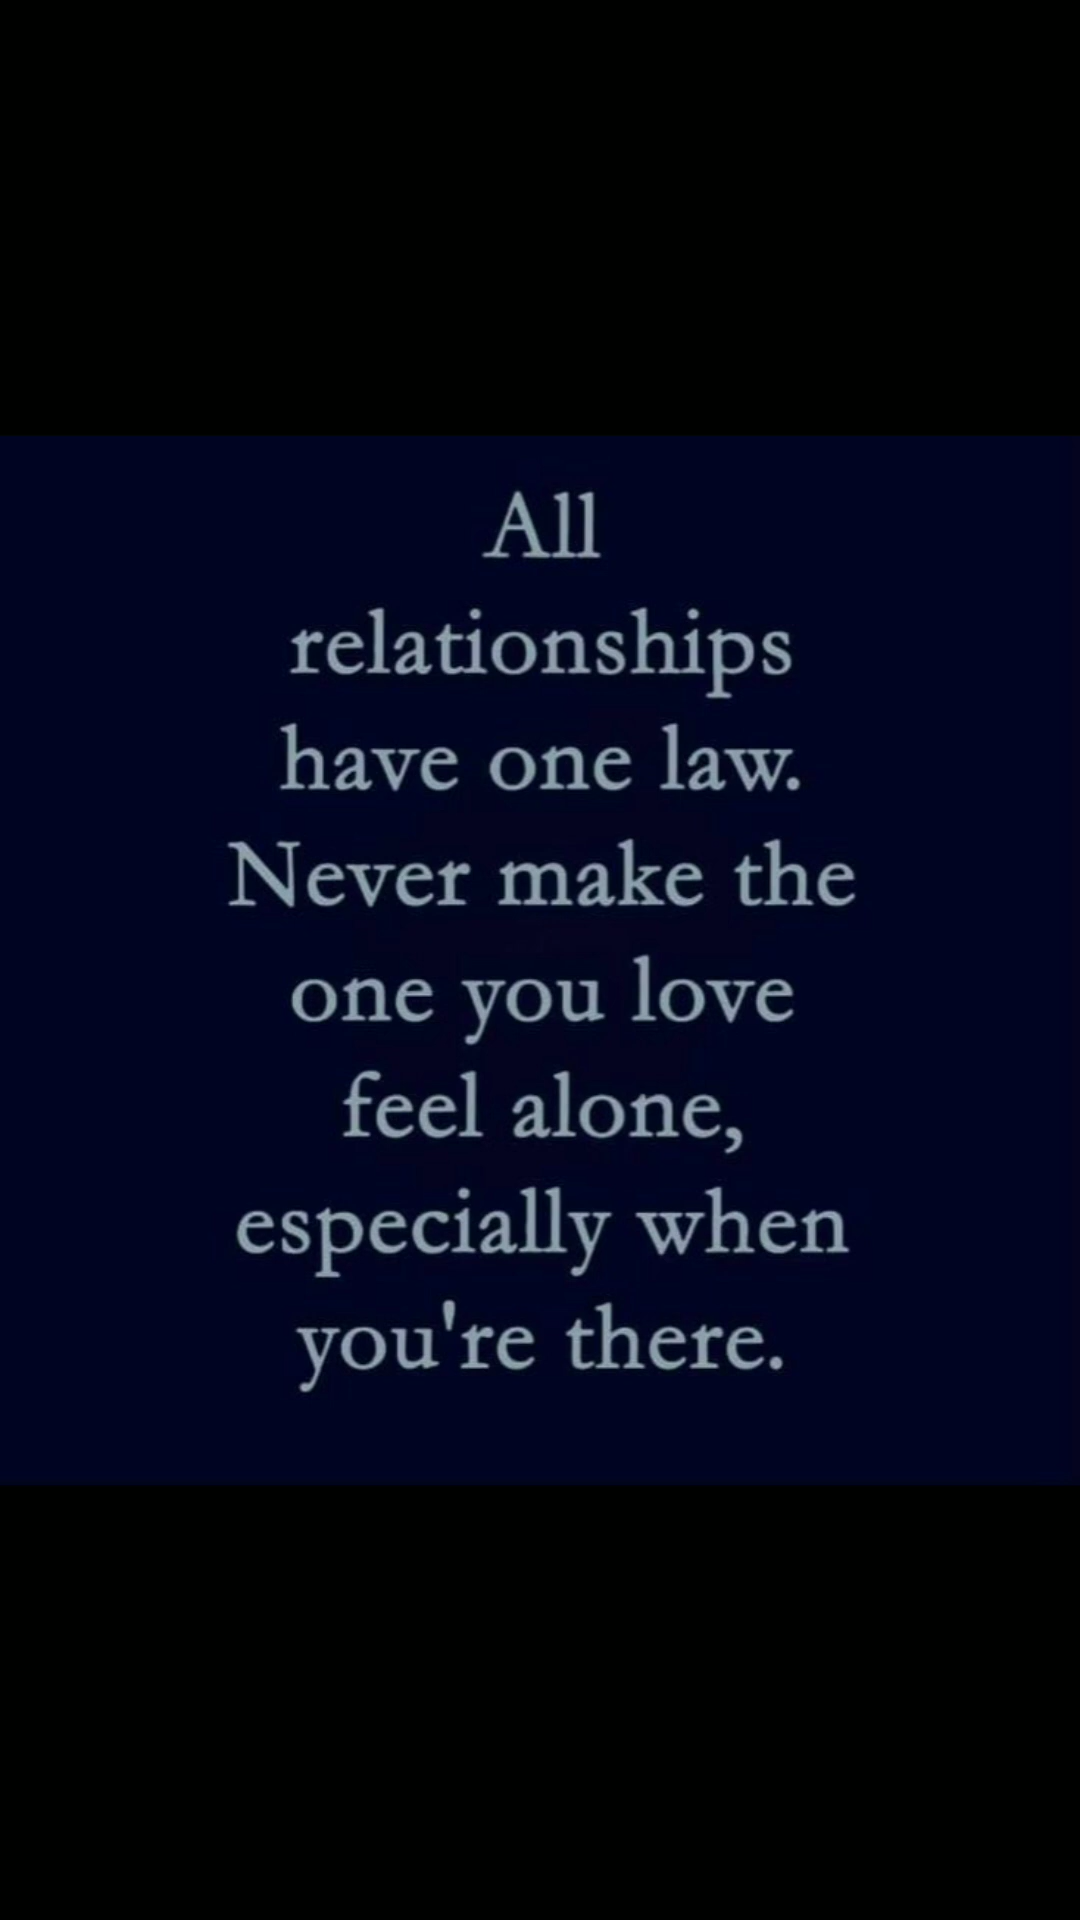 All
relationships
have one law.
Never make the
one you love
feel alone,
especially when
you're there.